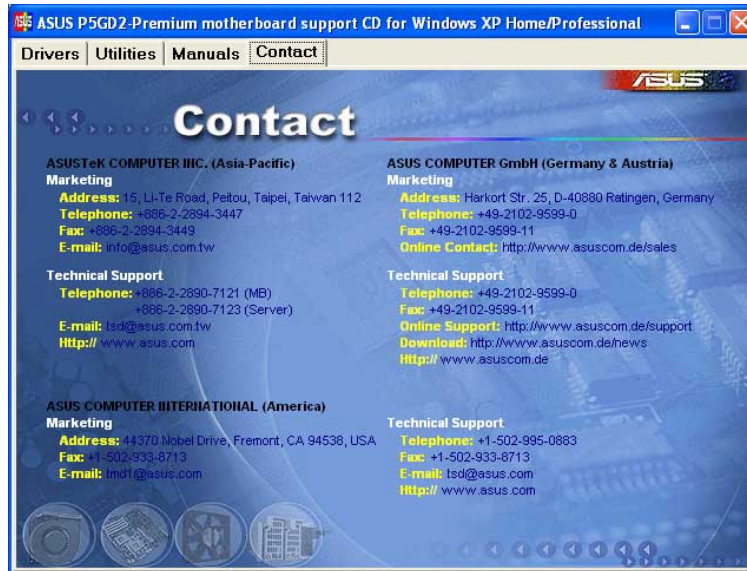 ASUS P5GD2-Premium motherboard support CD for Windows XP Home/Professional
Drivers Utilities Manuals Contact
ASUS
Contact
ASUSTeK COMPUTER INC. (Asia-Pacific)
Marketing
Address: 15, Li-Te Road, Peitou, Taipei, Taiwan 112
Telephone: +886-2-2894-3447
Fax: +886-2-2894-3449
E-mail: info@asus.com.tw
Technical Support
Telephone: +886-2-2890-7121 (MB)
+886-2-2890-7123 (Server)
E-mail: tsd@asus.com.tw
Http:// www.asus.com
ASUS COMPUTER GmbH (Germany & Austria)
Marketing
Address: Harkort Str. 25, D-40880 Ratingen, Germany
Telephone: +49-2102-9599-0
Fax: +49-2102-9599-11
Online Contact: http://www.asuscom.de/sales
Technical Support
Telephone: +49-2102-9599-0
Fax: +49-2102-9599-11
Online Support: http://www.asuscom.de/support
Download: http://www.asuscom.de/news
Http:// www.asuscom.de
ASUS COMPUTER INTERNATIONAL (America)
Marketing
Address: 44370 Nobel Drive, Fremont, CA 94538, USA
Fax: +1-502-933-8713
E-mail: tmd1@asus.com
Technical Support
Telephone: +1-502-995-0883
Fax: +1-502-933-8713
E-mail: tsd@asus.com
Http:// www.asus.com